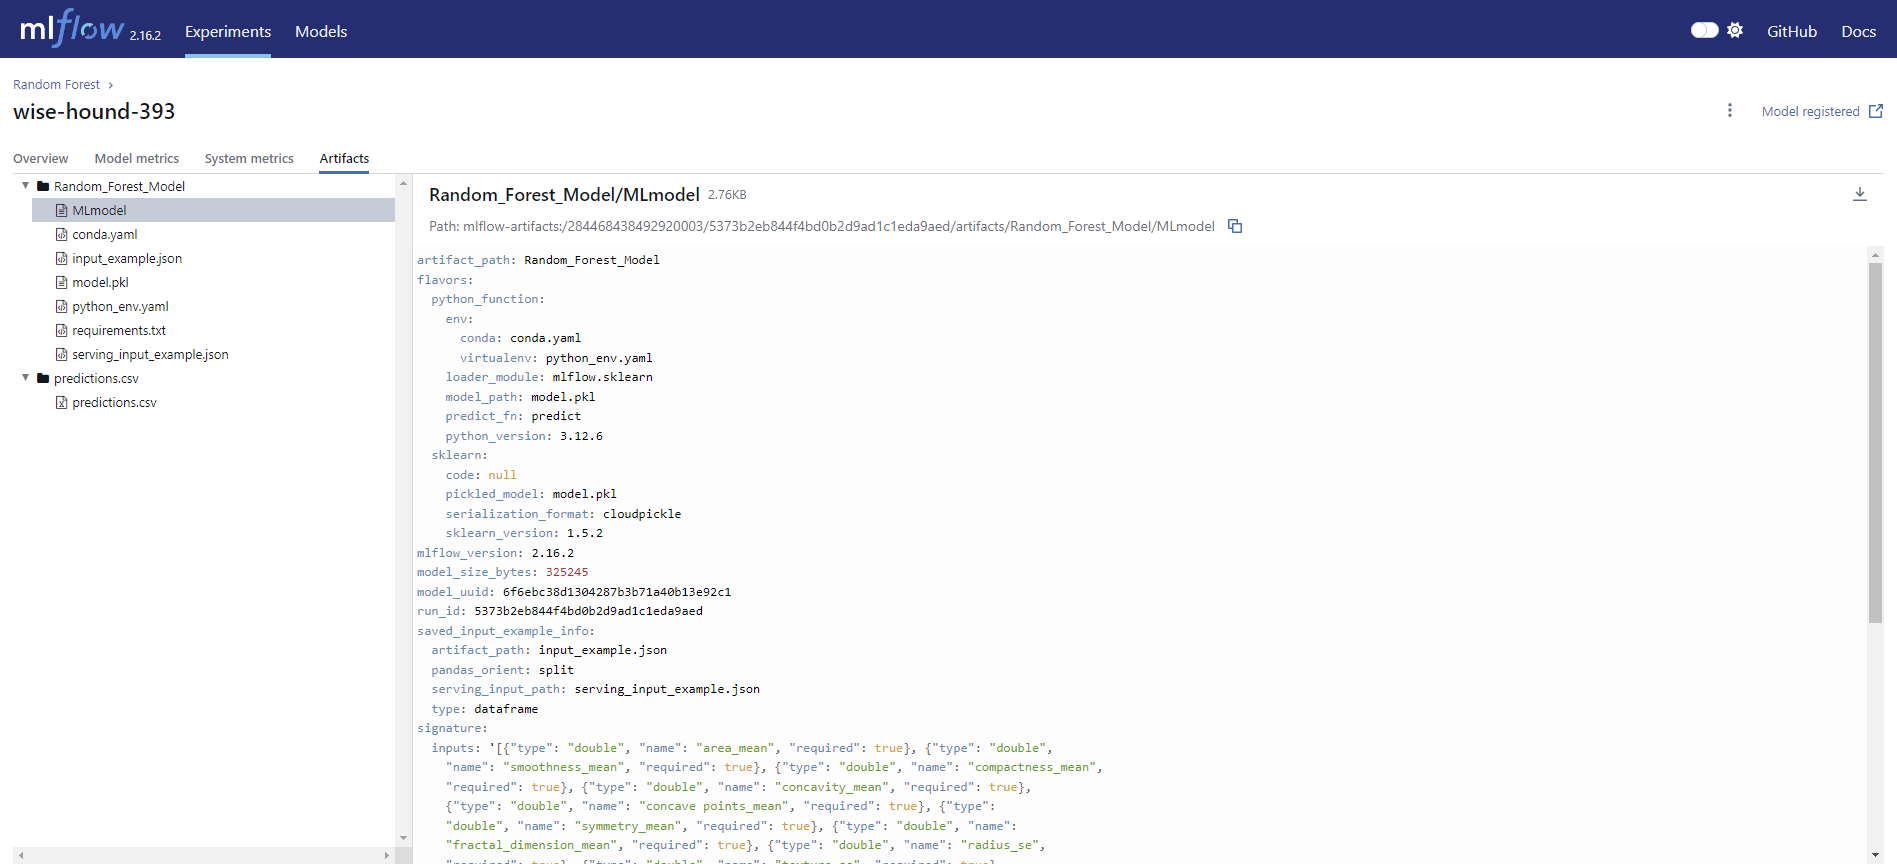 mlflow 2.16.2 Experiments Models GitHub Docs
Random Forest ›
wise-hound-393
Model registered
Overview Model metrics System metrics Artifacts
Random_Forest_Model
MLmodel
conda.yaml
input_example.json
model.pkl
python_env.yaml
requirements.txt
serving_input_example.json
predictions.csv
predictions.csv
Random_Forest_Model/MLmodel 2.76KB
Path: mlflow-artifacts:/284468438492920003/5373b2eb844f4bd0b2d9ad1c1eda9aed/artifacts/Random_Forest_Model/MLmodel
artifact_path: Random_Forest_Model
flavors:
python_function:
env:
conda: conda.yaml
virtualenv: python_env.yaml
loader_module: mlflow.sklearn
model_path: model.pkl
predict_fn: predict
python_version: 3.12.6
sklearn:
code: null
pickled_model: model.pkl
serialization_format: cloudpickle
sklearn_version: 1.5.2
mlflow_version: 2.16.2
model_size_bytes: 325245
model_uuid: 6f6ebc38d1304287b3b71a40b13e92c1
run_id: 5373b2eb844f4bd0b2d9ad1c1eda9aed
saved_input_example_info:
artifact_path: input_example.json
pandas_orient: split
serving_input_path: serving_input_example.json
type: dataframe
signature:
inputs: '[{"type": "double", "name": "area_mean", "required": true}, {"type": "double",
"name": "smoothness_mean", "required": true}, {"type": "double", "name": "compactness_mean",
"required": true}, {"type": "double", "name": "concavity_mean", "required": true},
{"type": "double", "name": "concave points_mean", "required": true}, {"type":
"double", "name": "symmetry_mean", "required": true}, {"type": "double", "name":
"fractal_dimension_mean", "required": true}, {"type": "double", "name": "radius_se",
"required": true}, {"type": "double", "name": "texture_se", "required": true},